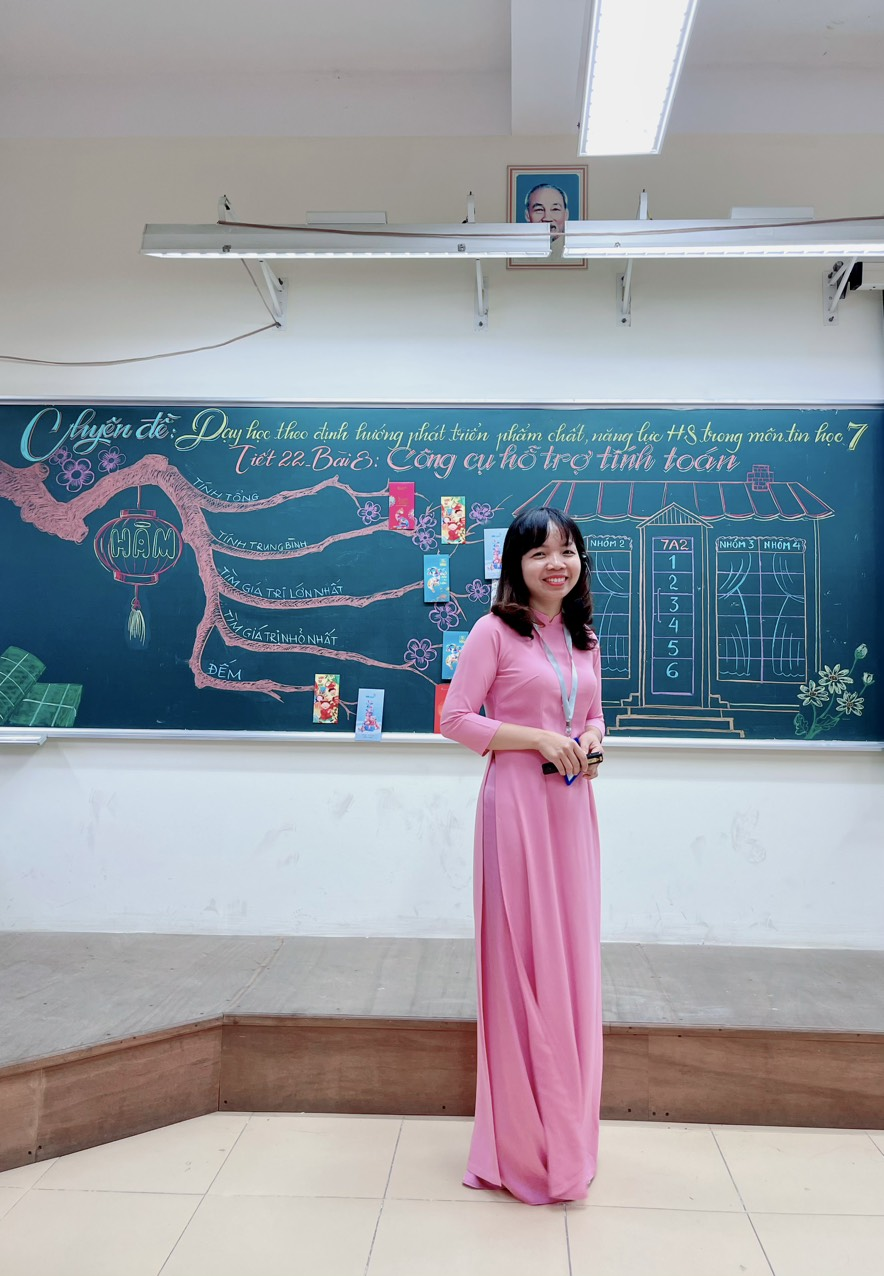 Chuyên đề: Dạy học theo định hướng phát triển phẩm chất, năng lực HS trong môn tin học 7
Tiết 22. Bài 8: Công cụ hỗ trợ tính toán
HÀM
TÍNH TỔNG
TÍNH TRUNG BÌNH
TÌM GIÁ TRỊ LỚN NHẤT
TÌM GIÁ TRỊ NHỎ NHẤT
ĐẾM
NHÓM 2
7A2
NHÓM 3 NHÓM 4
1
2
3
4
5
6